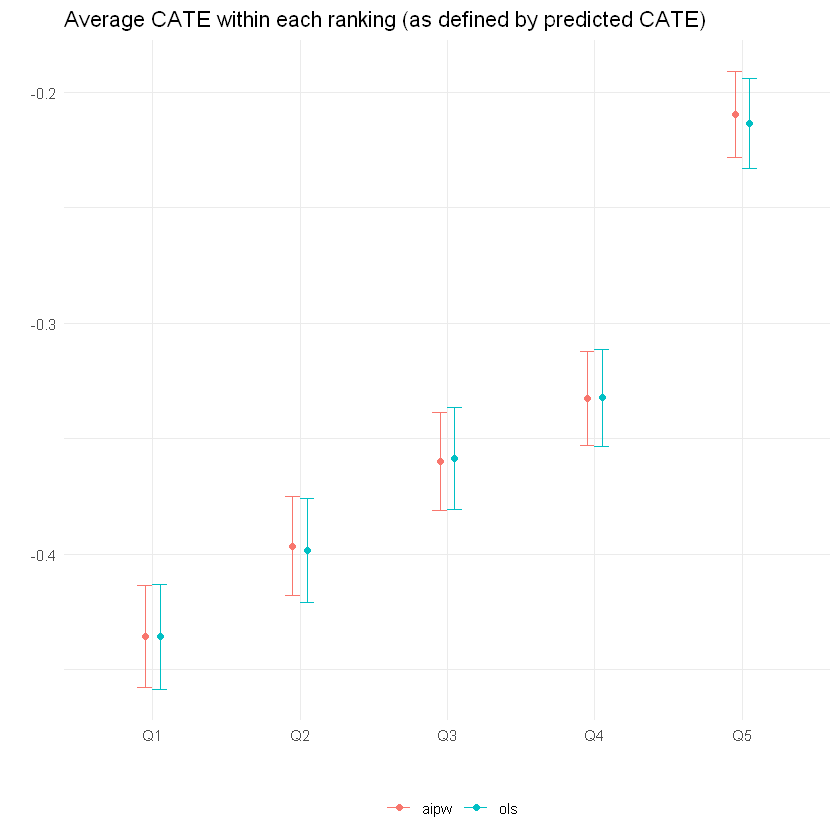 Average CATE within each ranking (as defined by predicted CATE)
-0.2
-0.3
-0.4
Q1 Q2 Q3 Q4 Q5
aipw ols